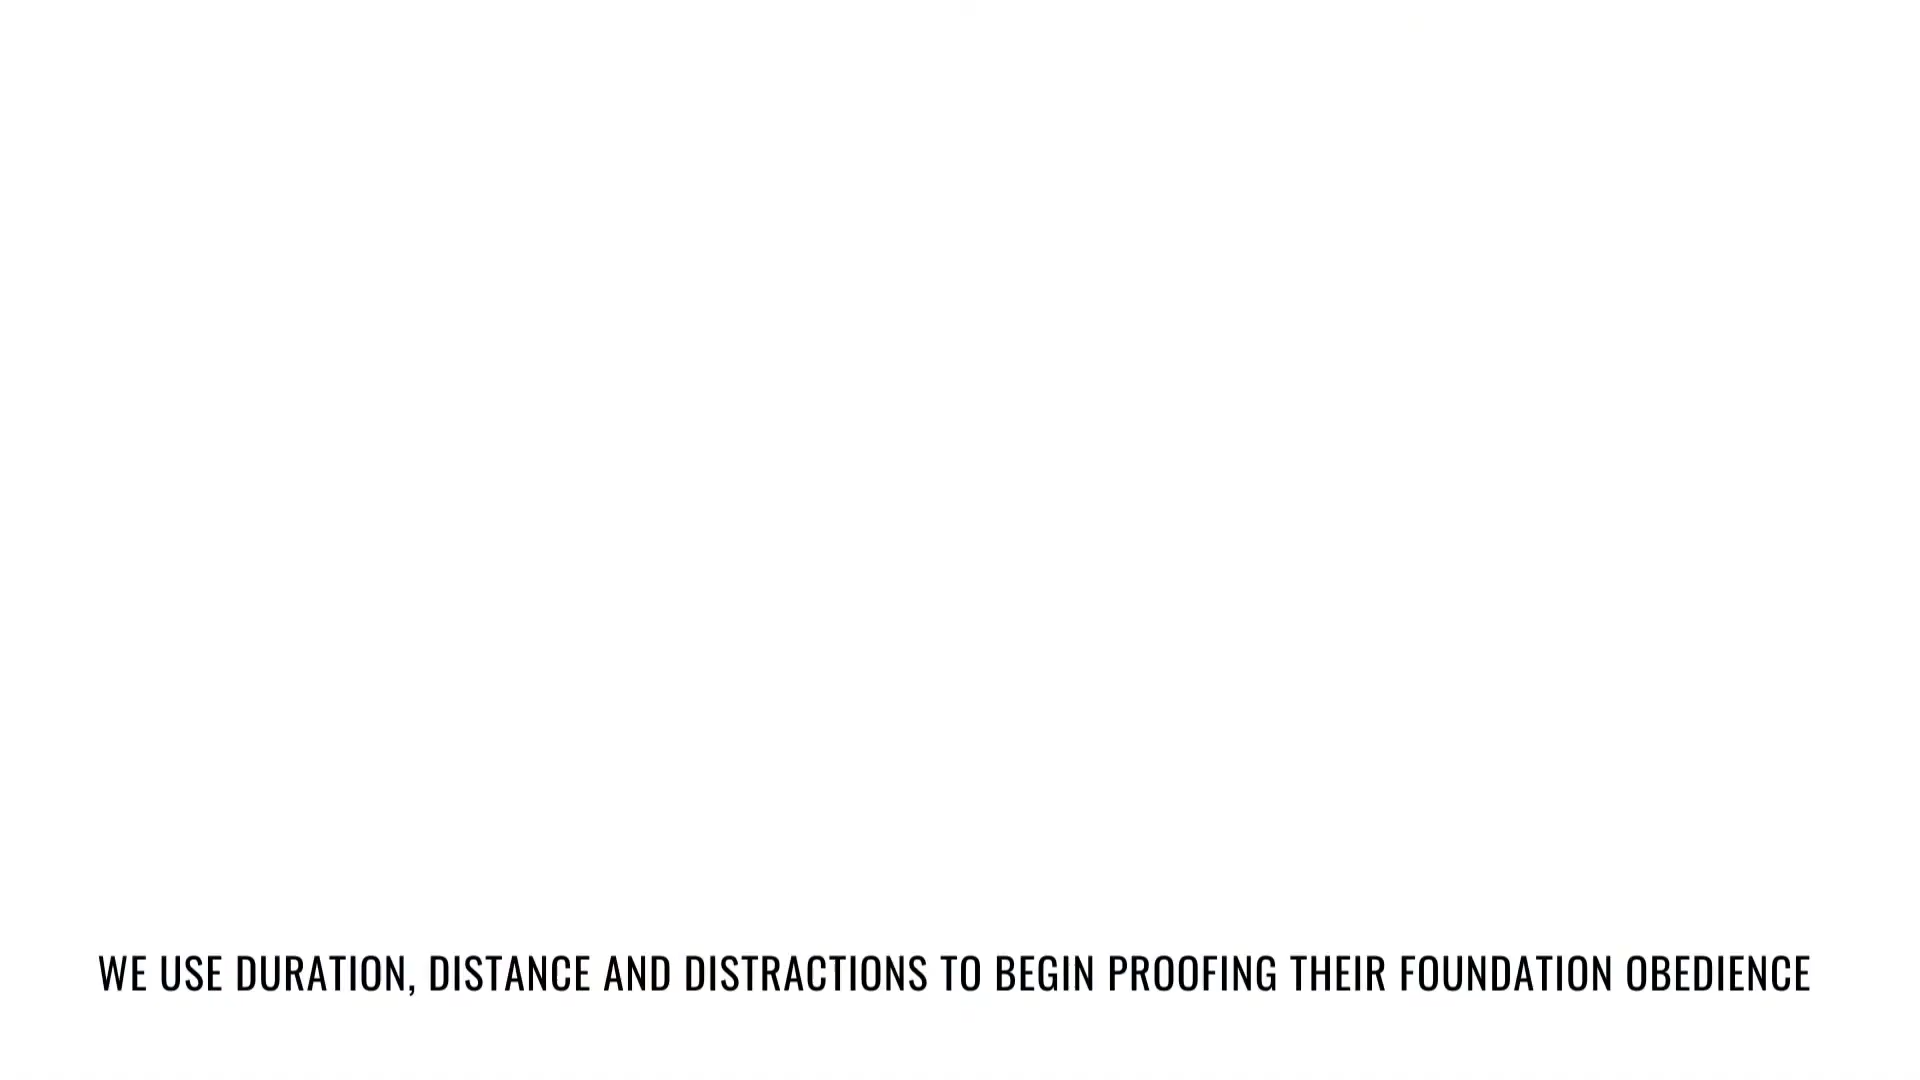 WE USE DURATION, DISTANCE AND DISTRACTIONS TO BEGIN PROOFING THEIR FOUNDATION OBEDIENCE